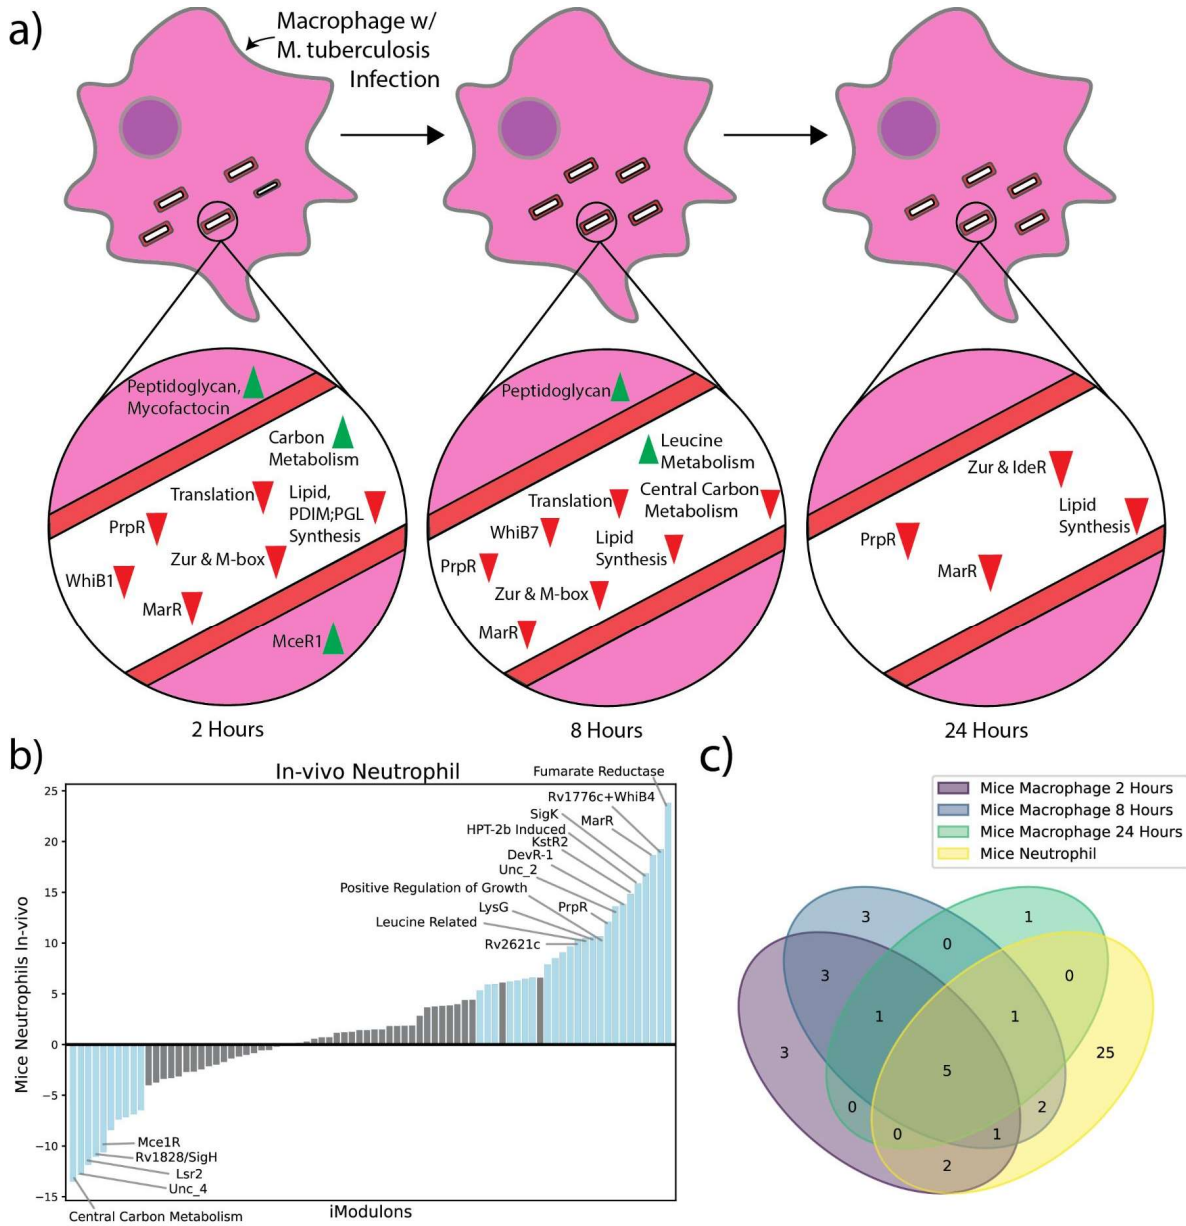 a)
Macrophage w/
M. tuberculosis
Infection
Peptidoglycan,
Mycofactocin
Carbon
Metabolism
Translation
Lipid,
PDIM;PGL
Synthesis
PrpR
Zur & M-box
WhiB1
MarR
MceR1
2 Hours
Peptidoglycan
Leucine
Metabolism
Translation
Central Carbon
Metabolism
WhiB7
Lipid
Synthesis
PrpR
Zur & M-box
MarR
8 Hours
Zur & IdeR
Lipid
Synthesis
PrpR
MarR
24 Hours
b)
In-vivo Neutrophil
Mice Neutrophils In-vivo
25
20
15
10
5
0
−5
−10
−15
Fumarate Reductase
Rv1776c+WhiB4
SigK
MarR
HPT-2b Induced
KstR2
DevR-1
Unc_2
Positive Regulation of Growth
PrpR
LysG
Leucine Related
Rv2621c
Mce1R
Rv1828/SigH
Lsr2
Unc_4
Central Carbon Metabolism
iModulons
c)
Mice Macrophage 2 Hours
Mice Macrophage 8 Hours
Mice Macrophage 24 Hours
Mice Neutrophil
3
1
0
3
0
1
1
3
5
25
0
2
0
1
2